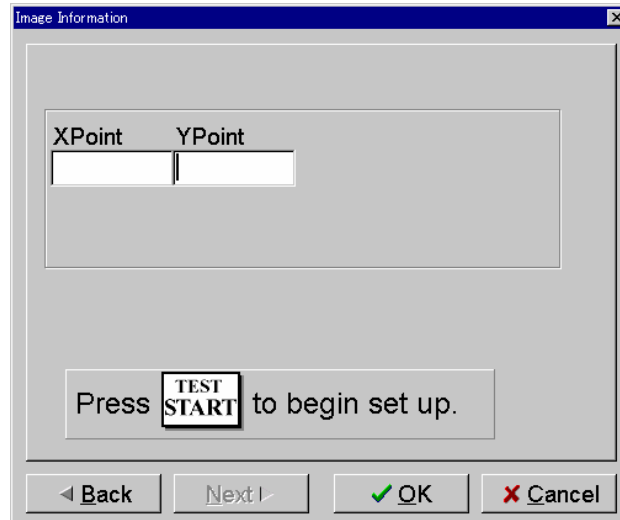 Image Information
XPoint YPoint
Press TEST START to begin set up.
Back Next OK Cancel